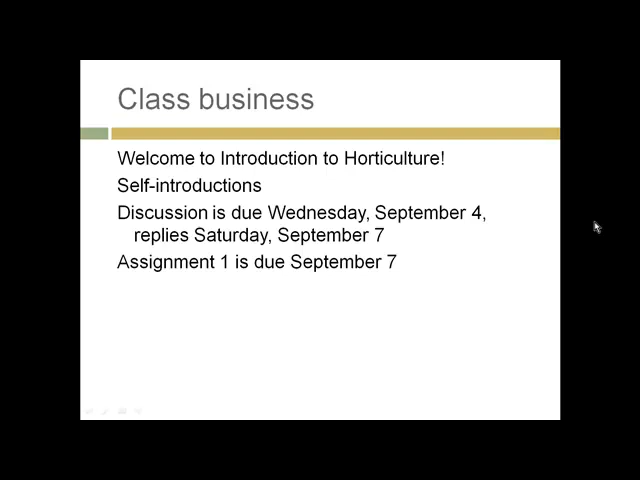 Class business
Welcome to Introduction to Horticulture!
Self-introductions
Discussion is due Wednesday, September 4,
replies Saturday, September 7
Assignment 1 is due September 7